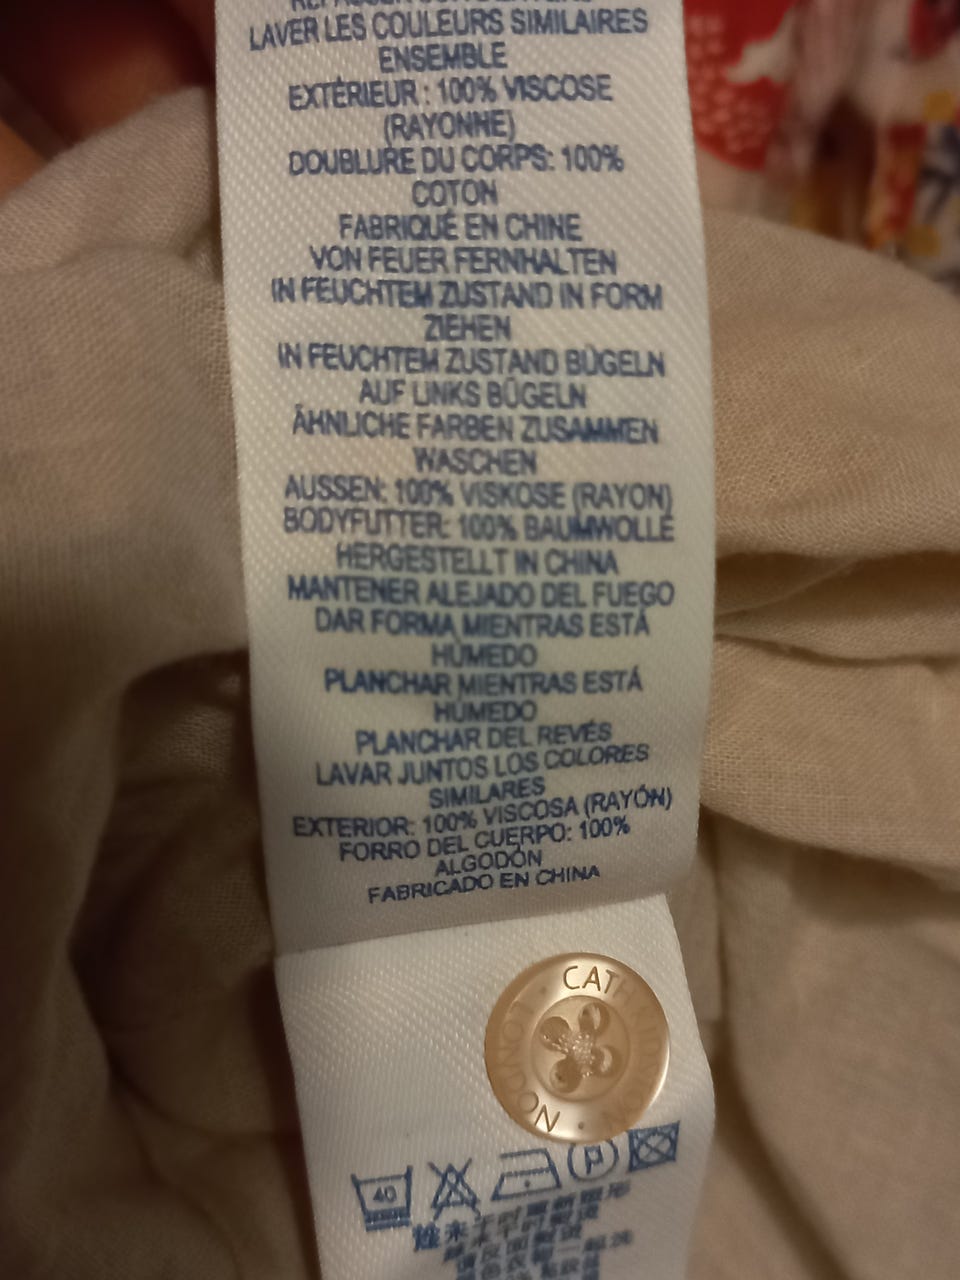 LAVER LES COULEURS SIMILAIRES
ENSEMBLE
EXTÉRIEUR : 100% VISCOSE
(RAYONNE)
DOUBLURE DU CORPS: 100%
COTON
FABRIQUÉ EN CHINE
VON FEUER FERNHALTEN
IN FEUCHTEM ZUSTAND IN FORM
ZIEHEN
IN FEUCHTEM ZUSTAND BÜGELN
AUF LINKS BÜGELN
ÄHNLICHE FARBEN ZUSAMMEN
WASCHEN
AUSSEN: 100% VISKOSE (RAYON)
BODYFUTTER: 100% BAUMWOLLE
HERGESTELLT IN CHINA
MANTENER ALEJADO DEL FUEGO
DAR FORMA MIENTRAS ESTÁ
HÚMEDO
PLANCHAR MIENTRAS ESTÁ
HÚMEDO
PLANCHAR DEL REVÉS
LAVAR JUNTOS LOS COLORES
SIMILARES
EXTERIOR: 100% VISCOSA (RAYÓN)
FORRO DEL CUERPO: 100%
ALGODÓN
FABRICADO EN CHINA
CATH KIDSTON
LONDON
40
P